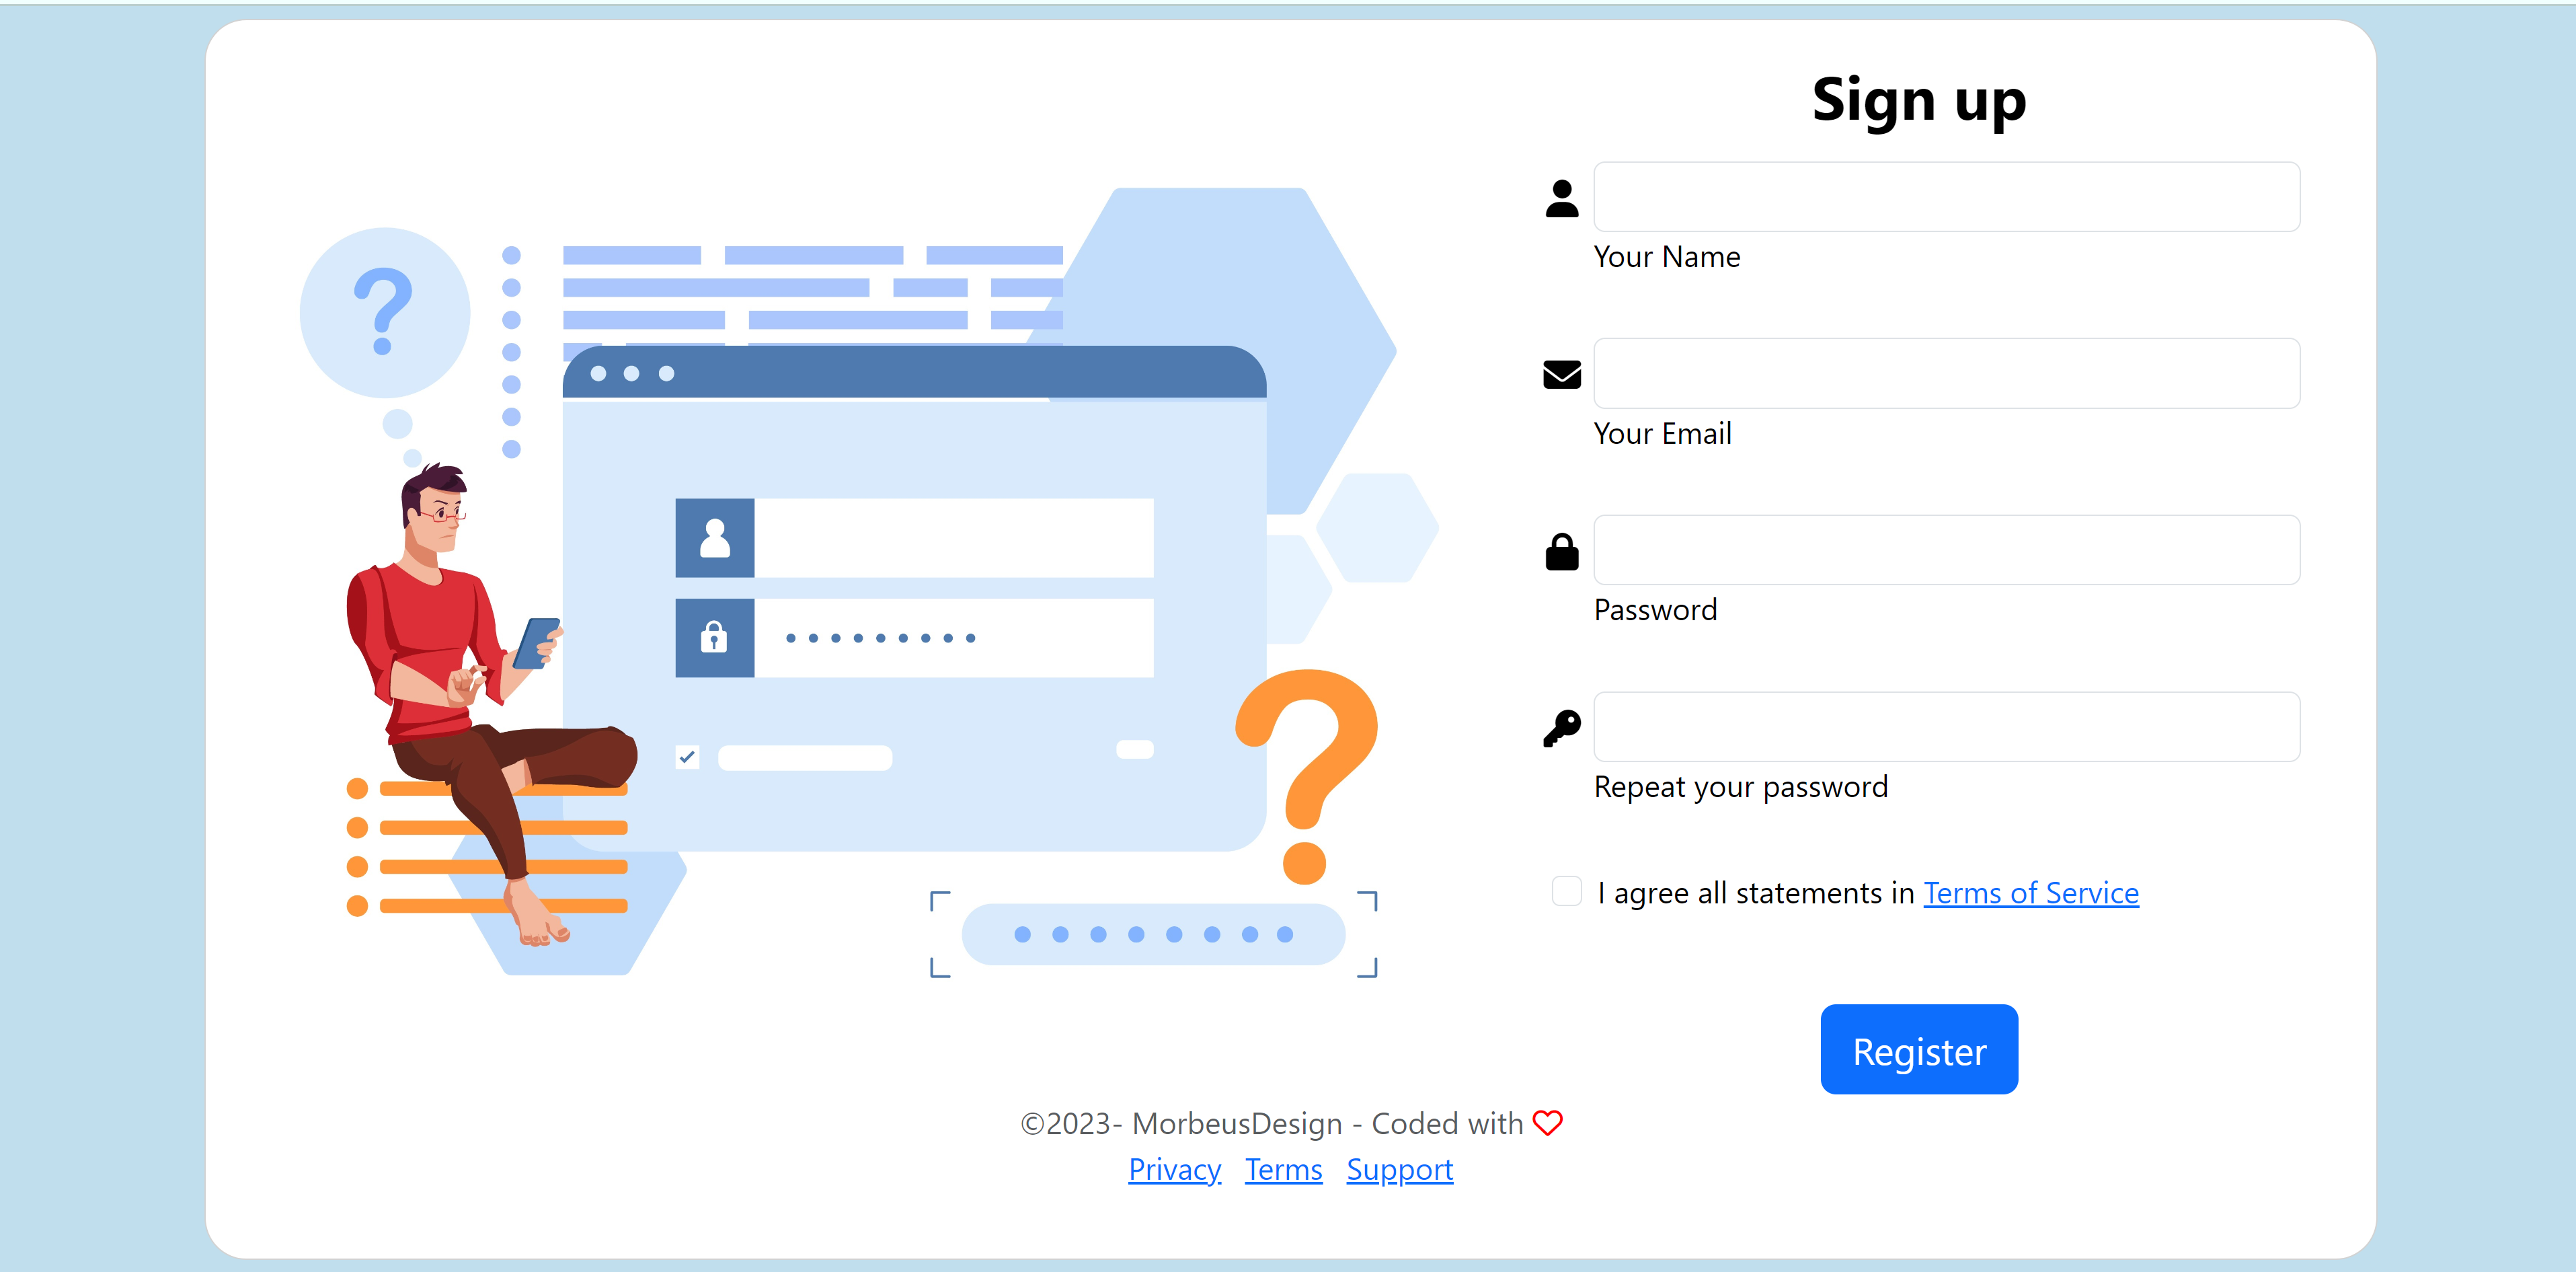 Sign up
Your Name
Your Email
Password
Repeat your password
I agree all statements in Terms of Service
Register
©2023- MorbeusDesign - Coded with
Privacy Terms Support